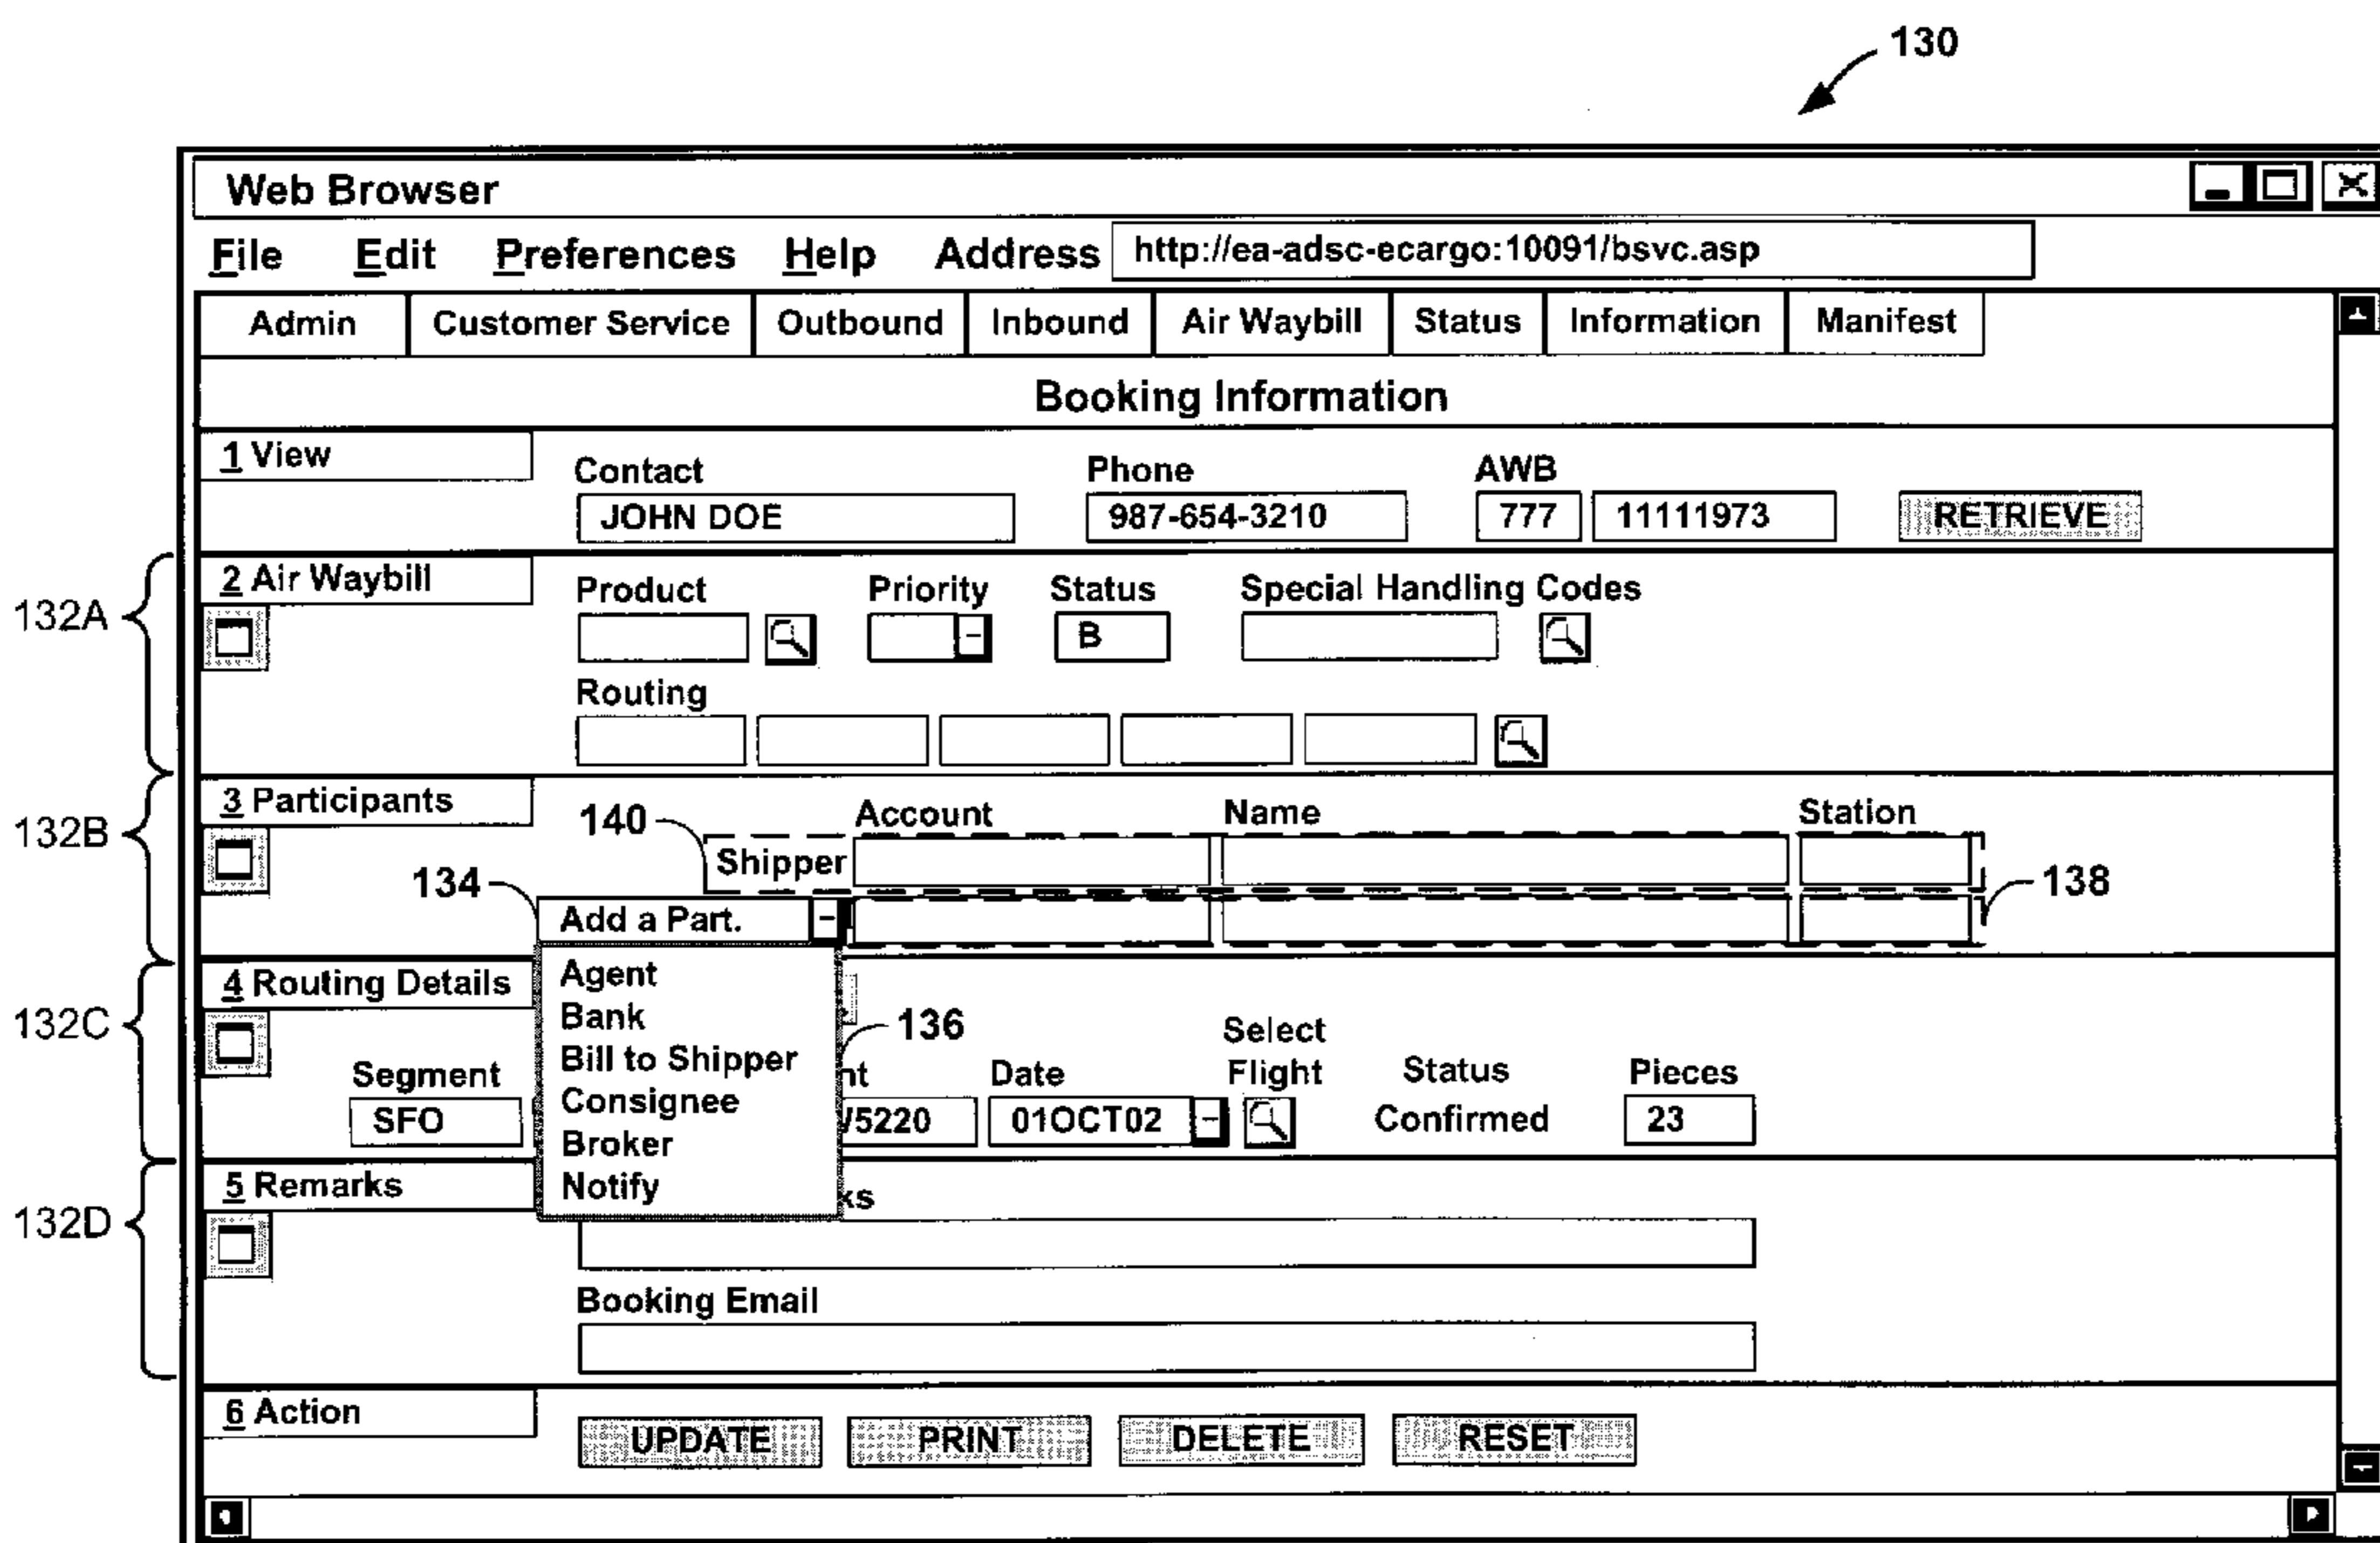 130
Web Browser
File Edit Preferences Help Address http://ea-adsc-ecargo:10091/bsvc.asp
Admin Customer Service Outbound Inbound Air Waybill Status Information Manifest
Booking Information
1 View
Contact Phone AWB
JOHN DOE 987-654-3210 777 11111973 RETRIEVE
132A
2 Air Waybill
Product Priority Status Special Handling Codes
B
Routing
132B
3 Participants
140 Account Name Station
Shipper
134 138
Add a Part.
Agent
Bank
Bill to Shipper
Consignee
Broker
Notify
136
132C
4 Routing Details
Select
Segment nt Date Flight Status Pieces
SFO /5220 01OCT02 Confirmed 23
132D
5 Remarks
ks
Booking Email
6 Action
UPDATE PRINT DELETE RESET